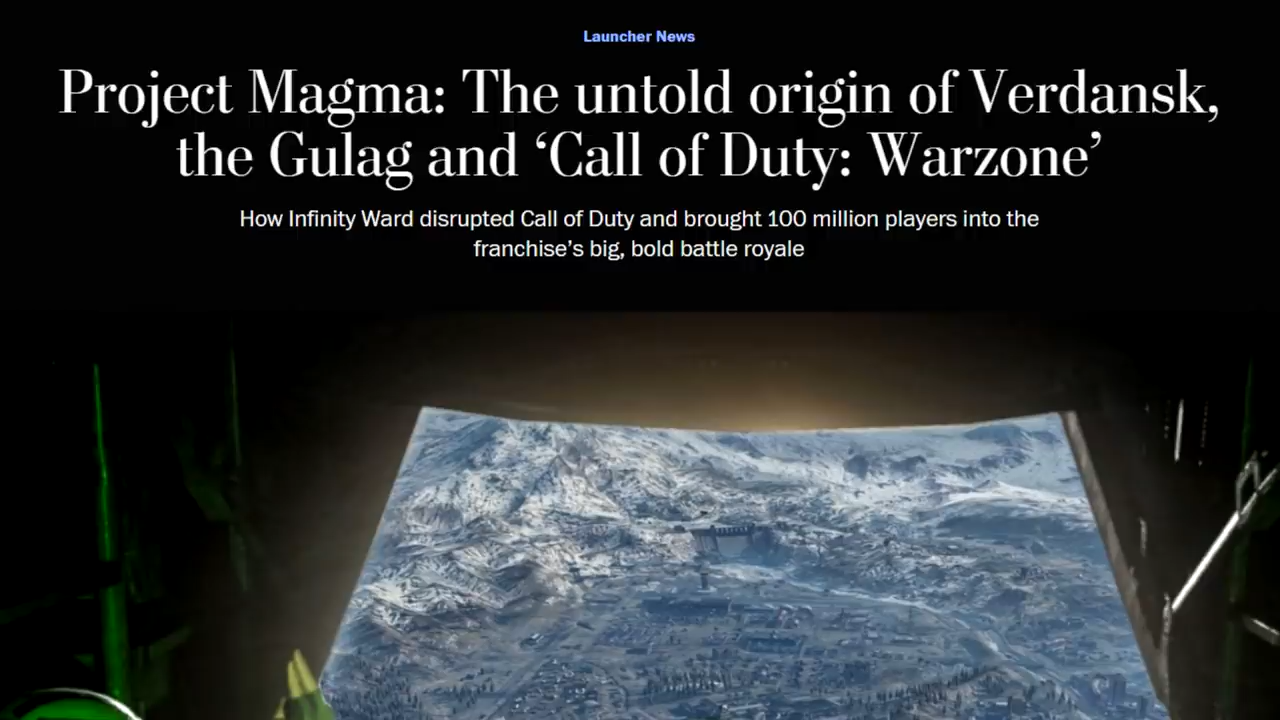 Launcher News
Project Magma: The untold origin of Verdansk,
the Gulag and ‘Call of Duty: Warzone’
How Infinity Ward disrupted Call of Duty and brought 100 million players into the
franchise’s big, bold battle royale